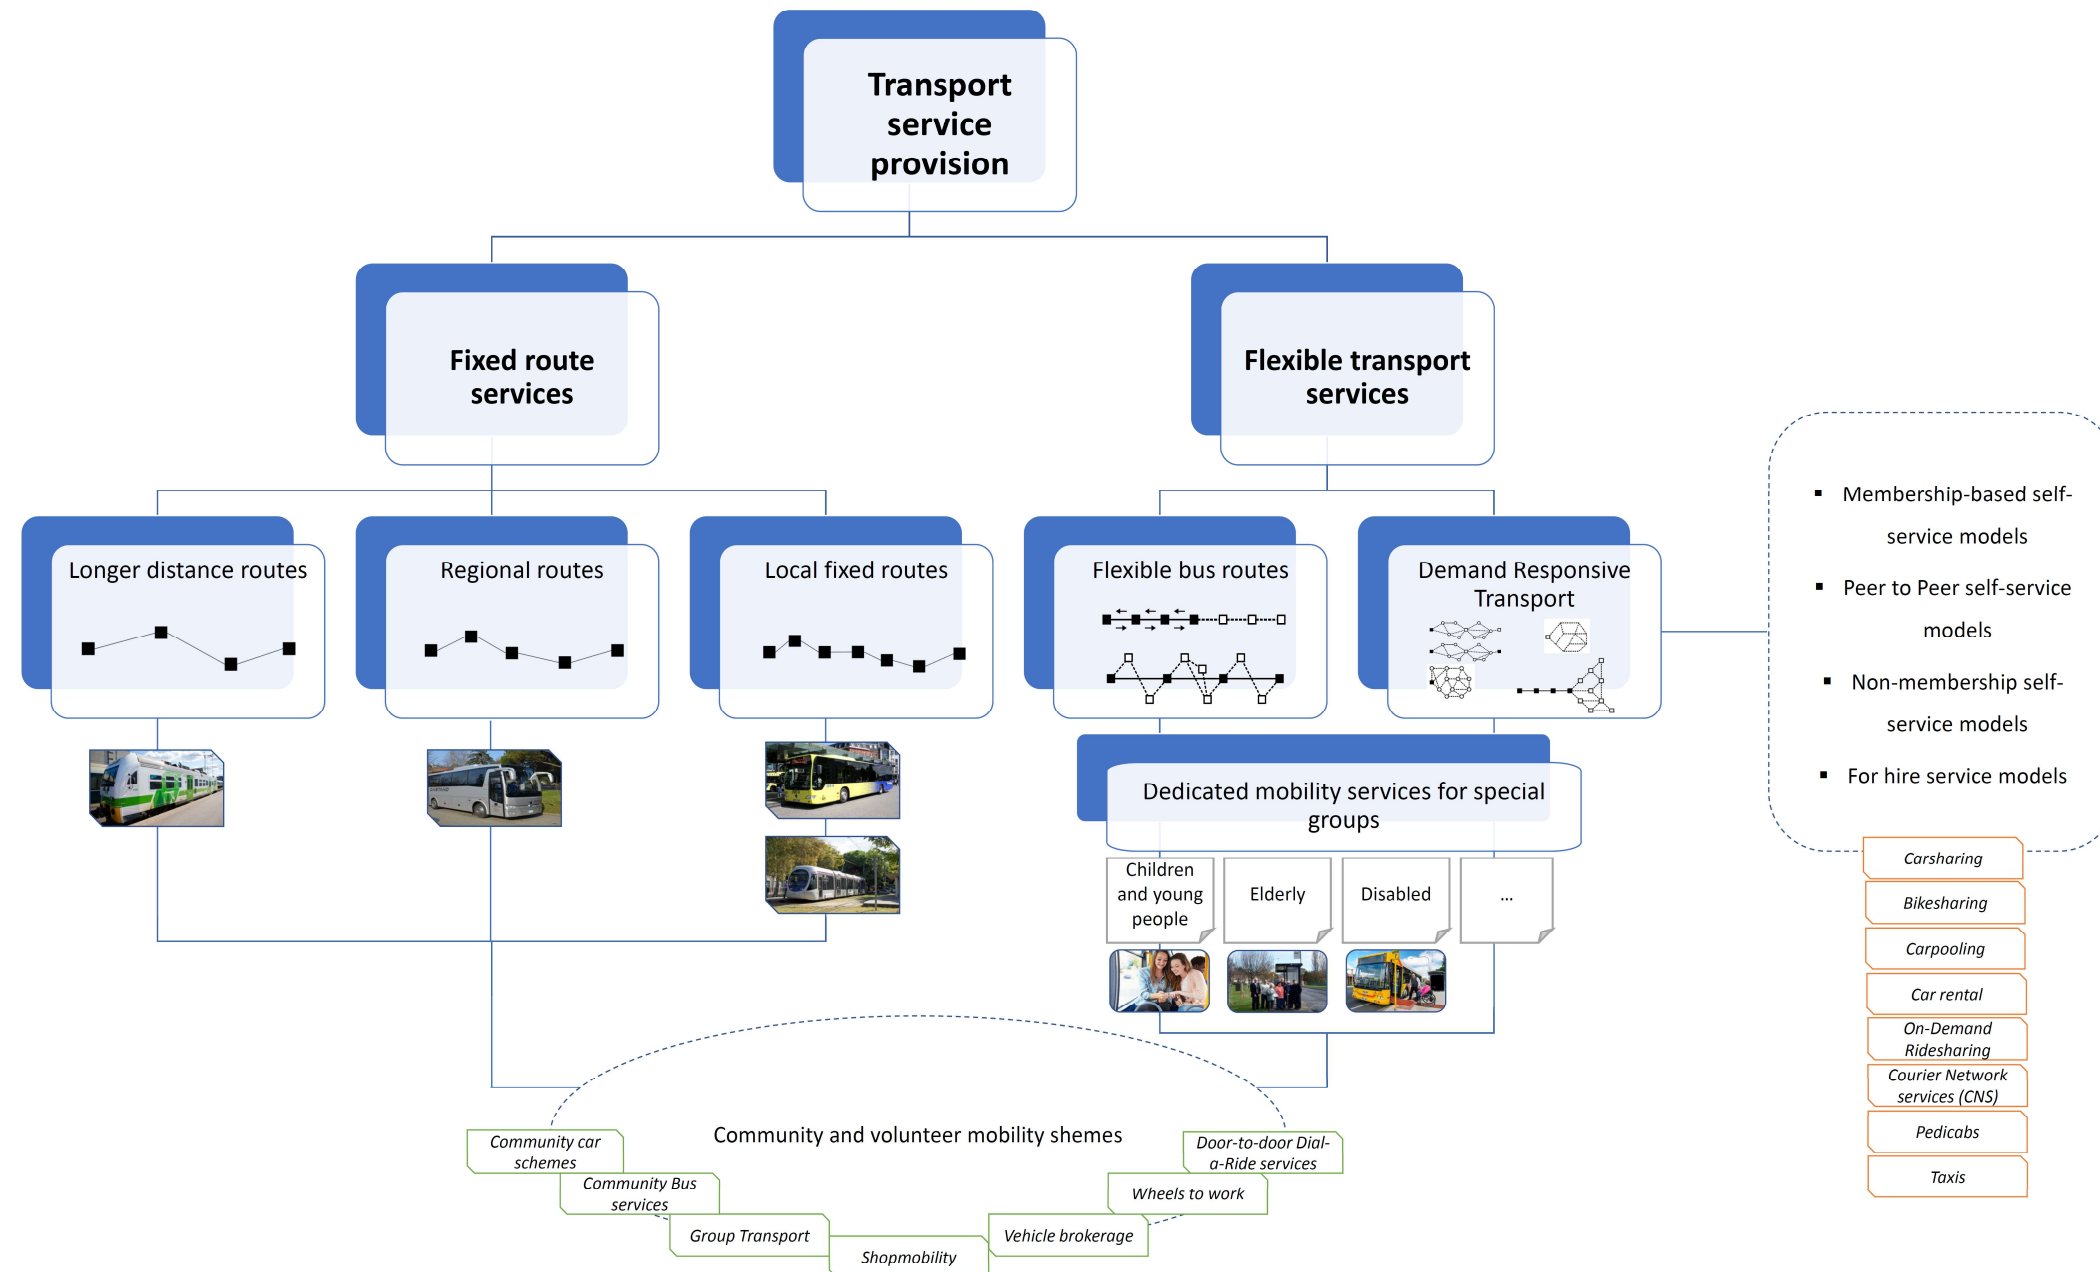 Transport
service
provision
Fixed route
services
Flexible transport
services
Longer distance routes
Regional routes
Local fixed routes
Flexible bus routes
Demand Responsive
Transport
▪ Membership-based self-
service models
▪ Peer to Peer self-service
models
▪ Non-membership self-
service models
▪ For hire service models
Dedicated mobility services for special
groups
Children
and young
people
Elderly
Disabled
...
Carsharing
Bikesharing
Carpooling
Car rental
On-Demand
Ridesharing
Courier Network
services (CNS)
Pedicabs
Taxis
Community and volunteer mobility shemes
Community car
schemes
Community Bus
services
Group Transport
Shopmobility
Vehicle brokerage
Wheels to work
Door-to-door Dial-
a-Ride services